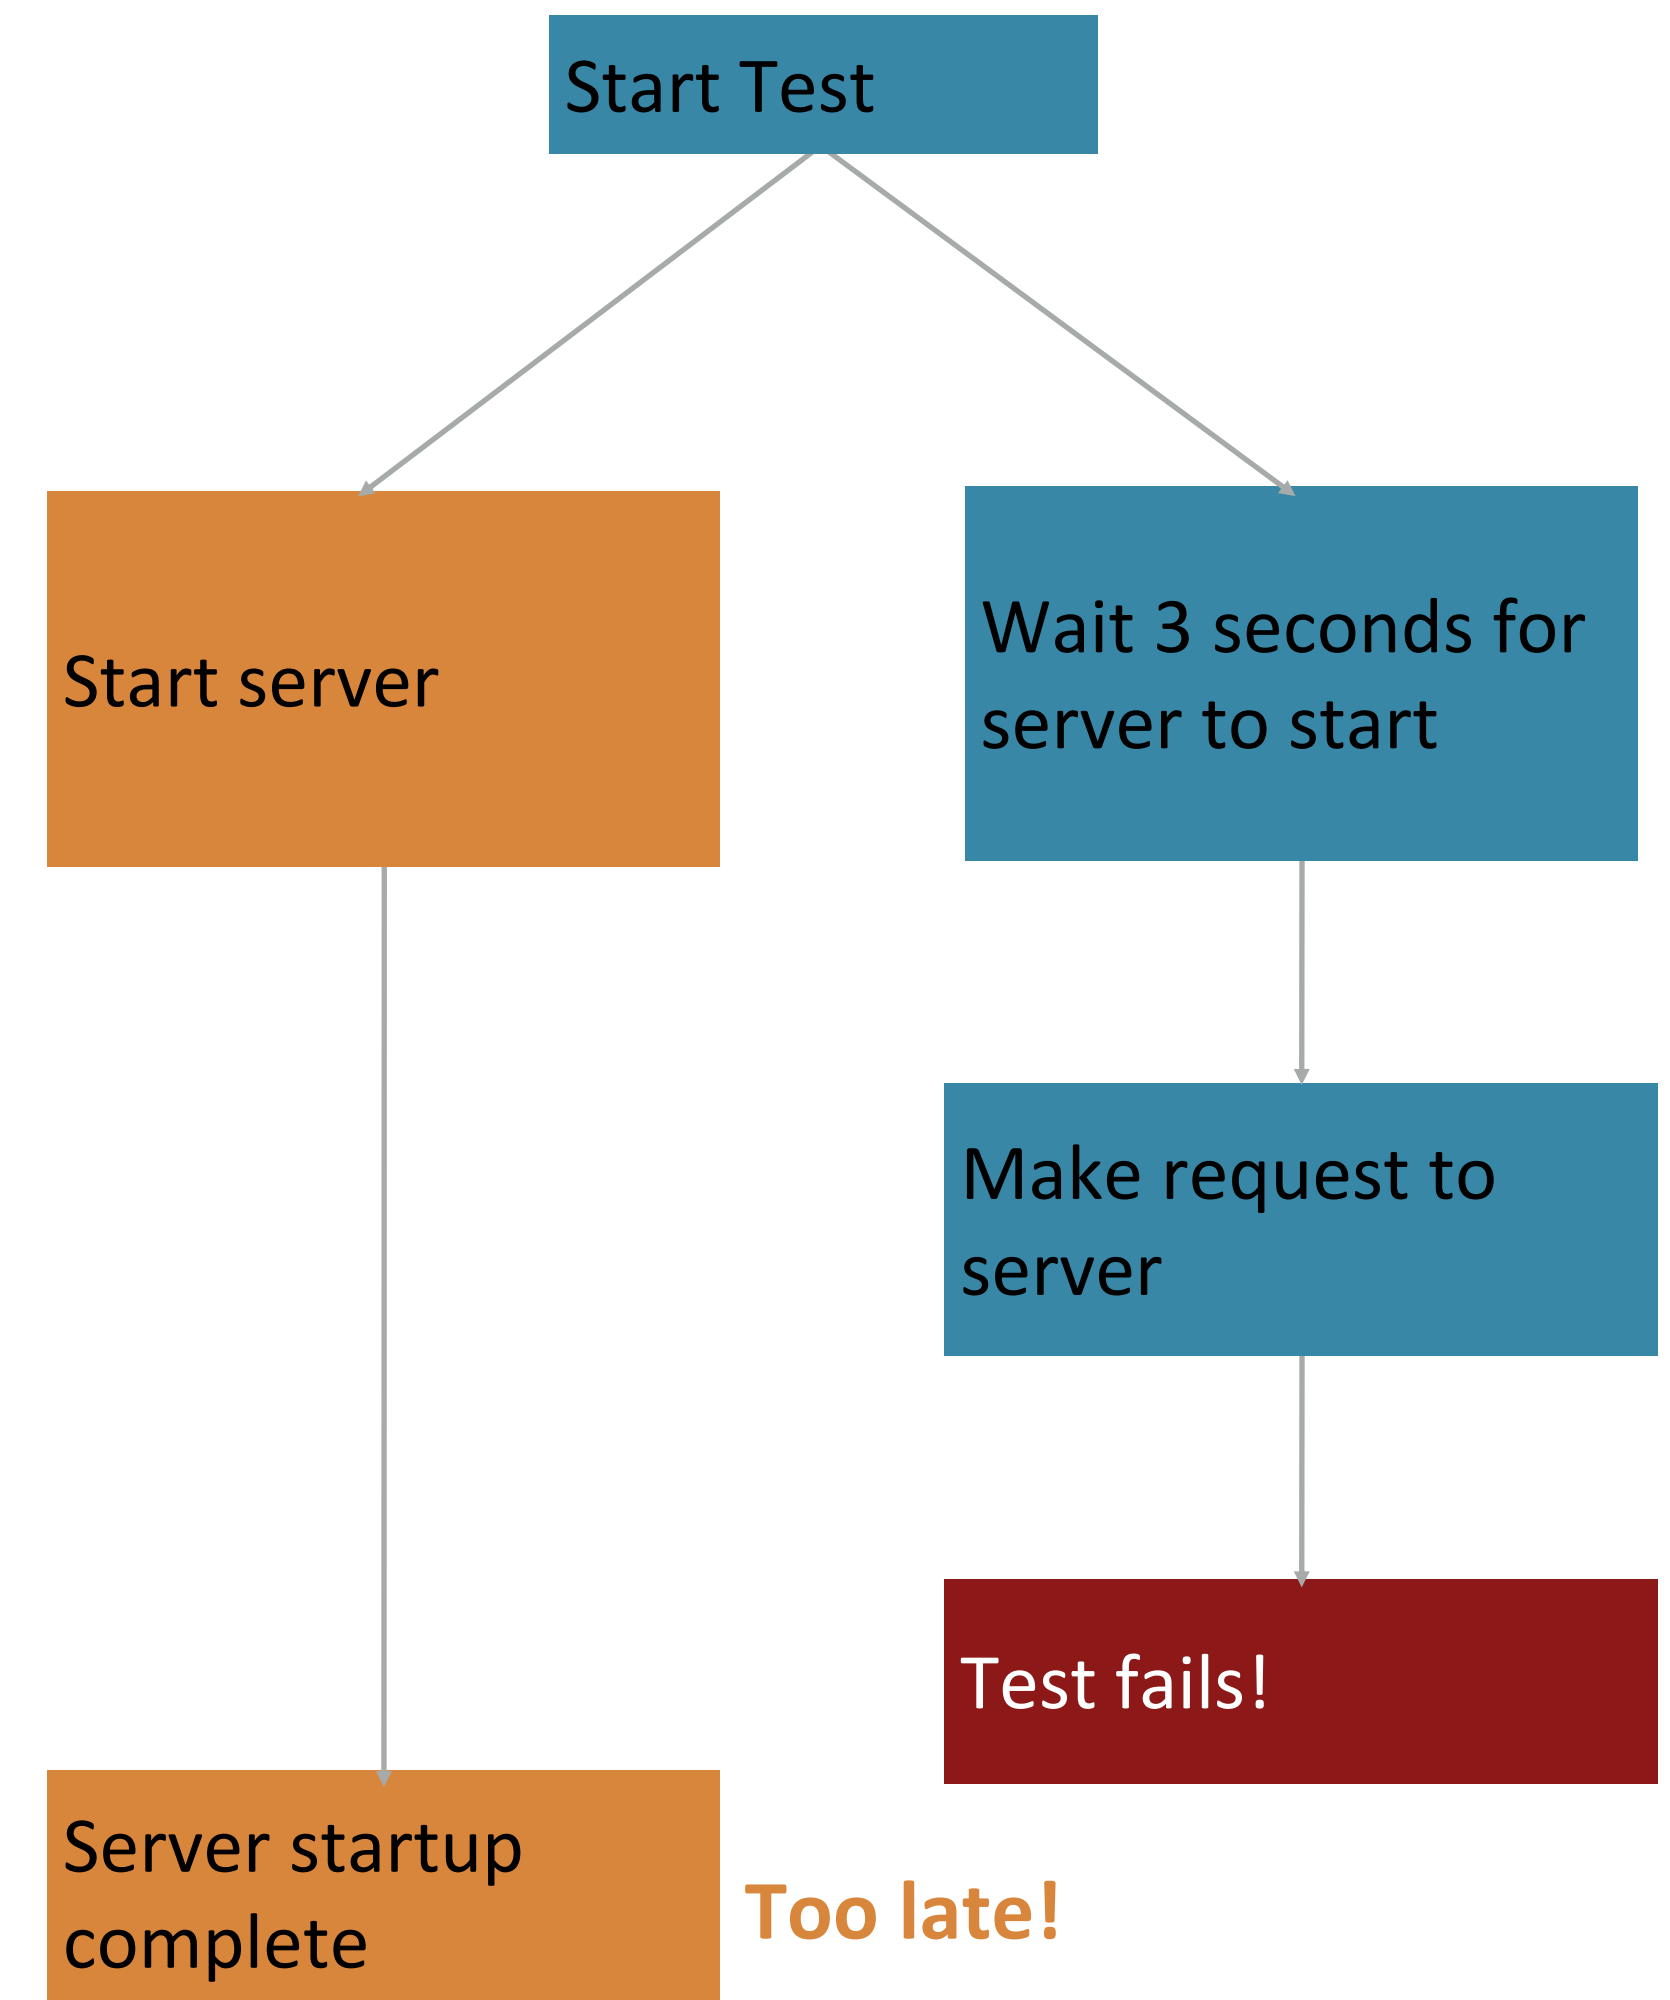 Start Test
Start server
Wait 3 seconds for
server to start
Make request to
server
Test fails!
Server startup
complete
Too late!